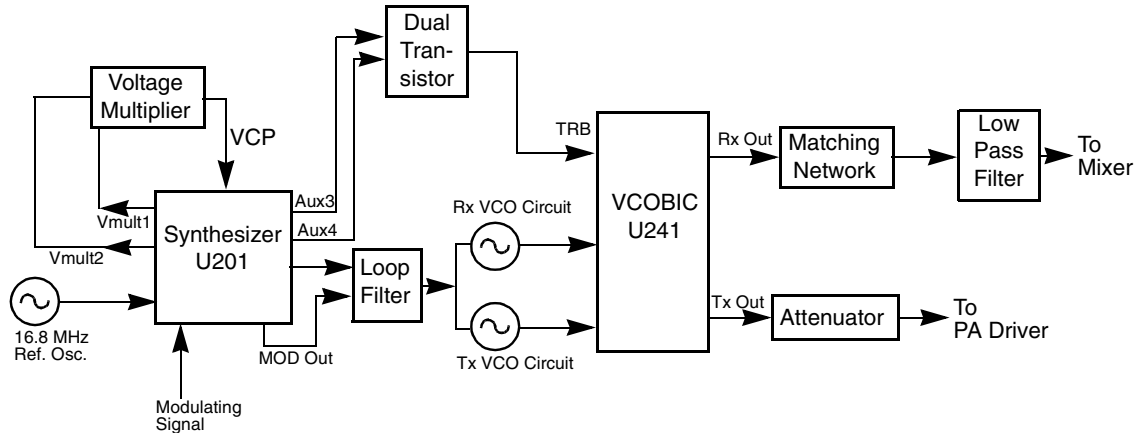 Dual
Tran-
sistor
Voltage
Multiplier
VCP
TRB
Rx Out
Matching
Network
Low
Pass
Filter
To
Mixer
Aux3
Vmult1
Rx VCO Circuit
VCOBIC
U241
Synthesizer
U201
Aux4
Vmult2
Loop
Filter
Tx Out
Attenuator
To
PA Driver
16.8 MHz
Ref. Osc.
MOD Out
Tx VCO Circuit
Modulating
Signal